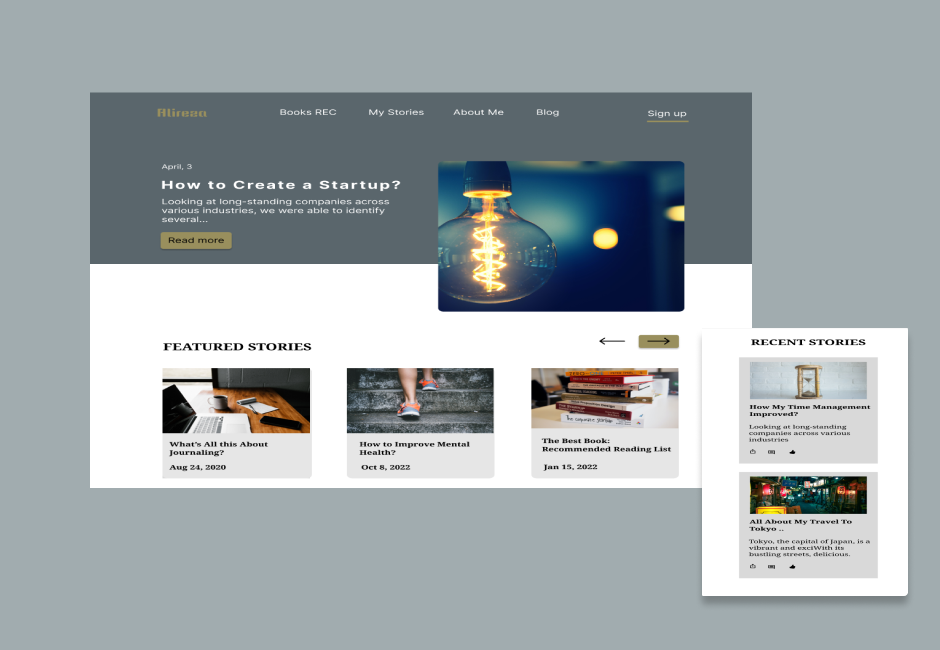 Alireza
Books REC
My Stories
About Me
Blog
Sign up
April, 3
How to Create a Startup?
Looking at long-standing companies across
various industries, we were able to identify
several...
Read more
FEATURED STORIES
What's All this About
Journaling?
Aug 24, 2020
How to Improve Mental
Health?
Oct 8, 2022
The Best Book:
Recommended Reading List
Jan 15, 2022
RECENT STORIES
How My Time Management
Improved?
Looking at long-standing
companies across various
industries
All About My Travel To
Tokyo ..
Tokyo, the capital of Japan, is a
vibrant and exciWith its
bustling streets, delicious.